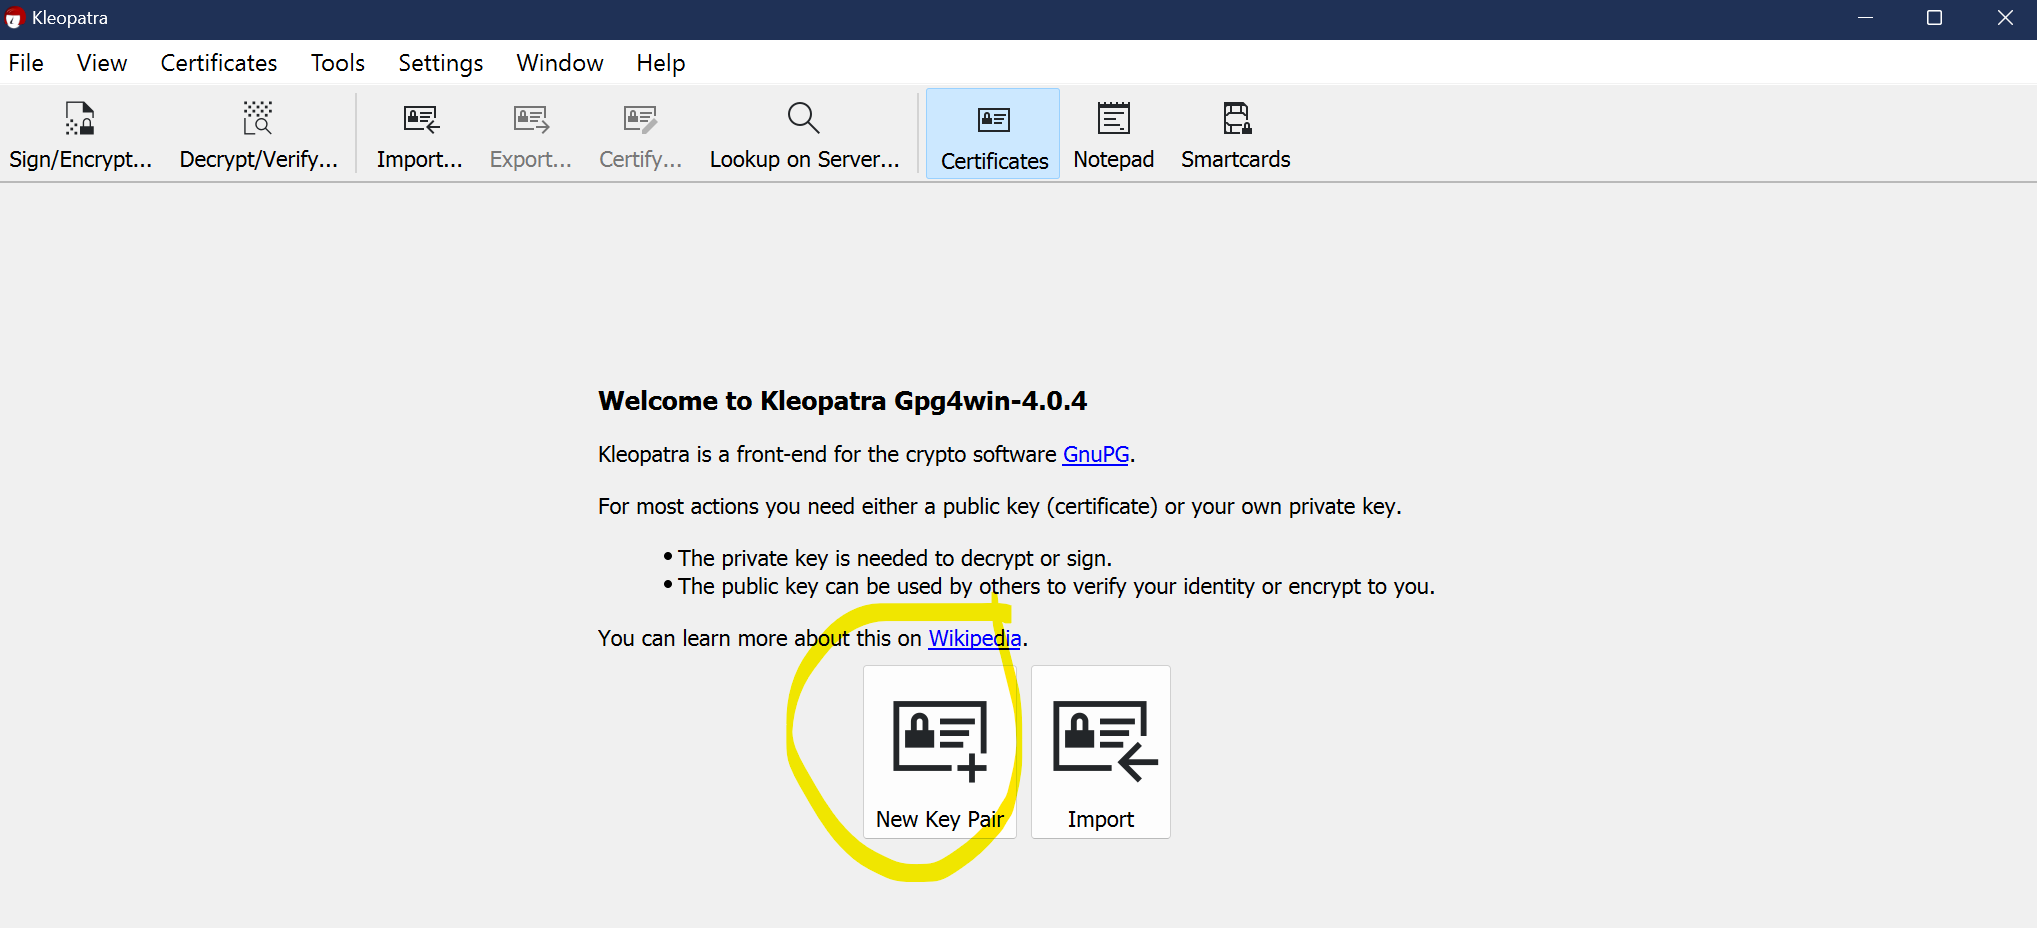 Kleopatra
File View Certificates Tools Settings Window Help
Sign/Encrypt... Decrypt/Verify... Import... Export... Certify... Lookup on Server... Certificates Notepad Smartcards
Welcome to Kleopatra Gpg4win-4.0.4
Kleopatra is a front-end for the crypto software GnuPG.
For most actions you need either a public key (certificate) or your own private key.
• The private key is needed to decrypt or sign.
• The public key can be used by others to verify your identity or encrypt to you.
You can learn more about this on Wikipedia.
New Key Pair Import